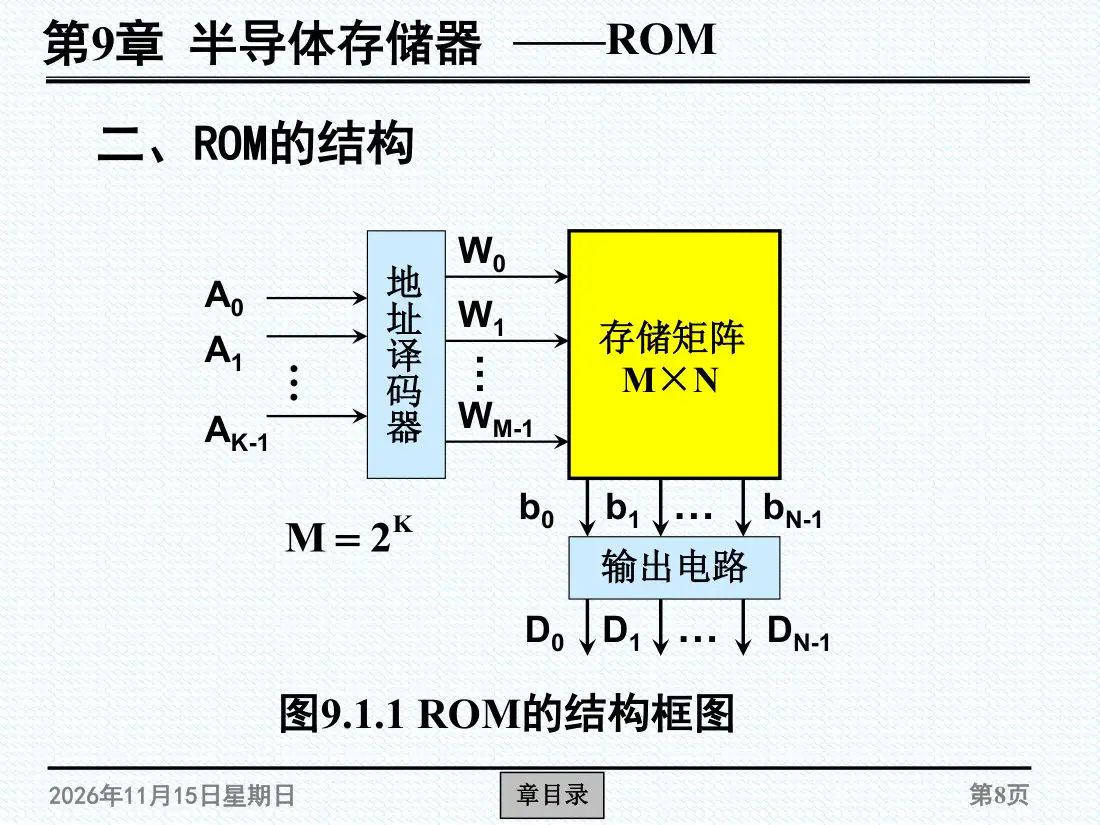 第9章 半导体存储器 ——ROM
二、ROM的结构
A0
A1
⋮
AK-1
地址译码器
W0
W1
⋮
WM-1
存储矩阵
M×N
M = 2^K
b0 b1 … bN-1
输出电路
D0 D1 … DN-1
图9.1.1 ROM的结构框图
2026年11月15日星期日 章目录 第8页